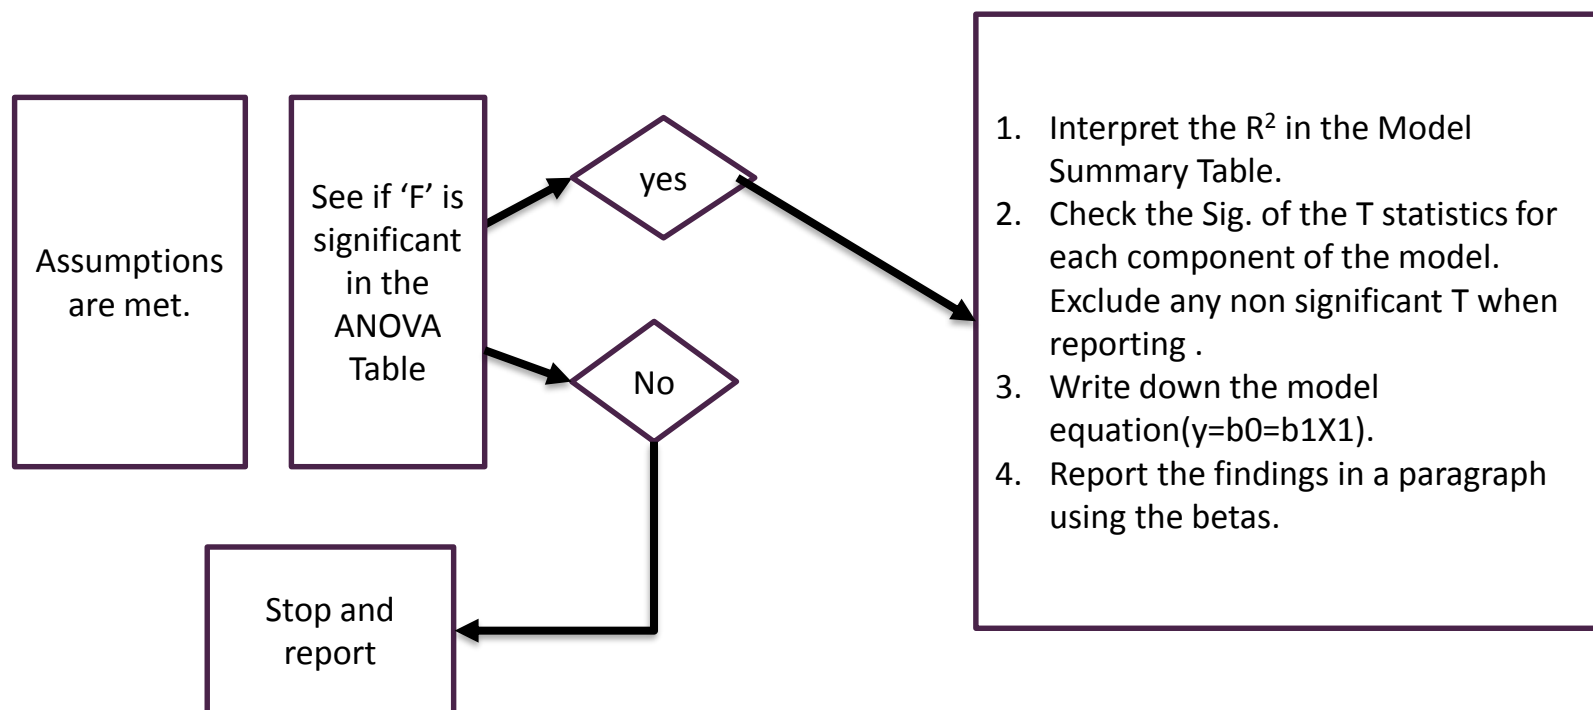 Assumptions
are met.
See if ‘F’ is
significant
in the
ANOVA
Table
yes
No
Stop and
report
1. Interpret the R² in the Model
Summary Table.
2. Check the Sig. of the T statistics for
each component of the model.
Exclude any non significant T when
reporting .
3. Write down the model
equation(y=b0=b1X1).
4. Report the findings in a paragraph
using the betas.